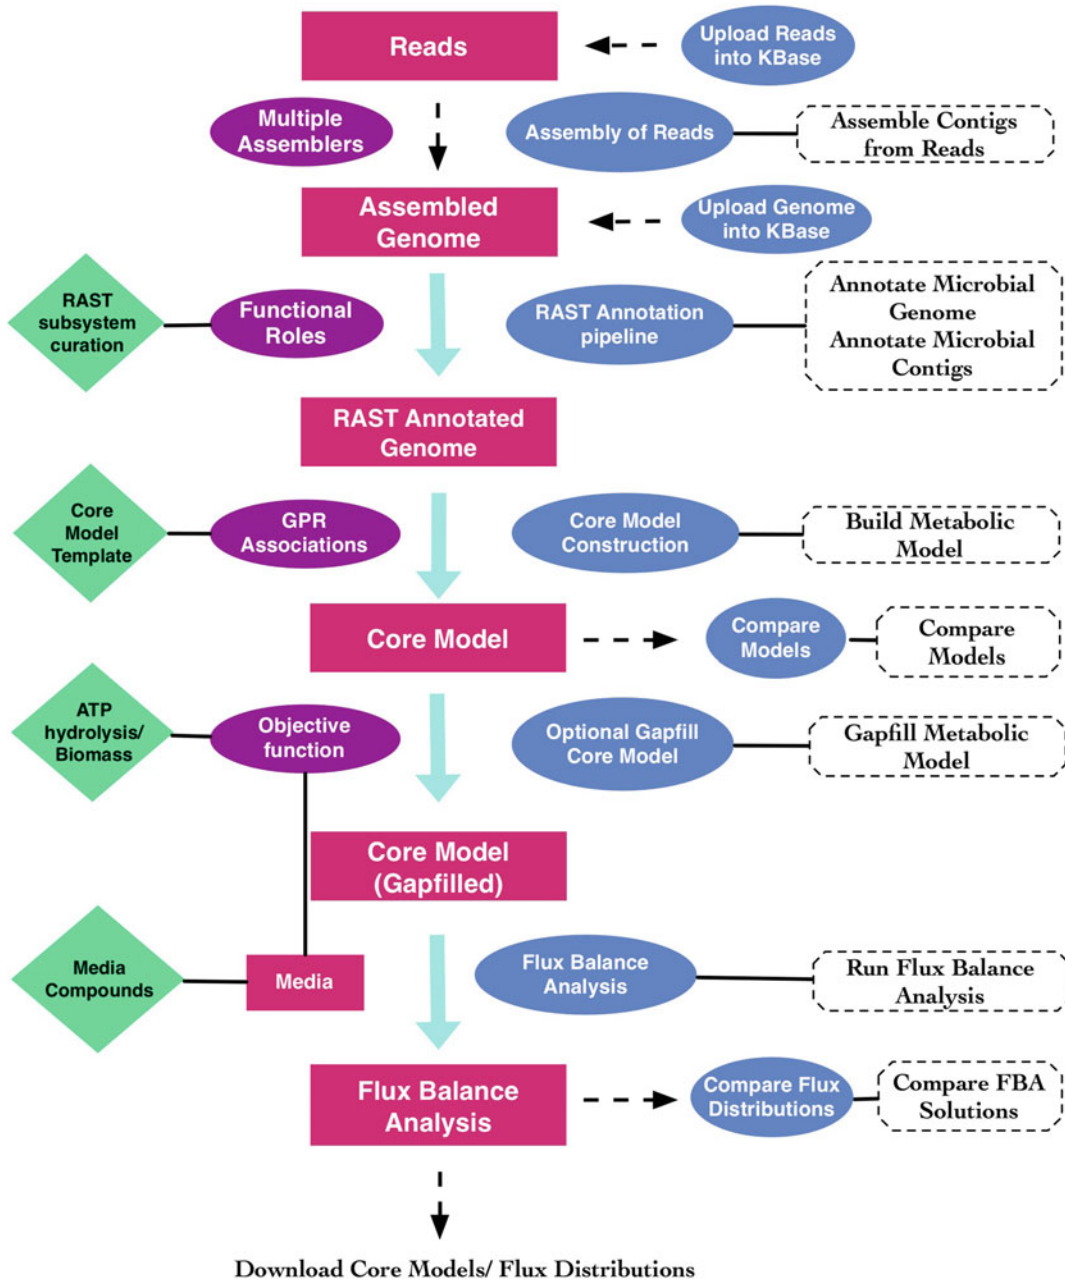 Reads
Upload Reads
into KBase
Multiple
Assemblers
Assembly of Reads
Assemble Contigs
from Reads
Assembled
Genome
Upload Genome
into KBase
RAST
subsystem
curation
Functional
Roles
RAST Annotation
pipeline
Annotate Microbial
Genome
Annotate Microbial
Contigs
RAST Annotated
Genome
Core
Model
Template
GPR
Associations
Core Model
Construction
Build Metabolic
Model
Core Model
Compare
Models
Compare
Models
ATP
hydrolysis/
Biomass
Objective
function
Optional Gapfill
Core Model
Gapfill Metabolic
Model
Core Model
(Gapfilled)
Media
Compounds
Media
Flux Balance
Analysis
Run Flux Balance
Analysis
Flux Balance
Analysis
Compare Flux
Distributions
Compare FBA
Solutions
Download Core Models/ Flux Distributions